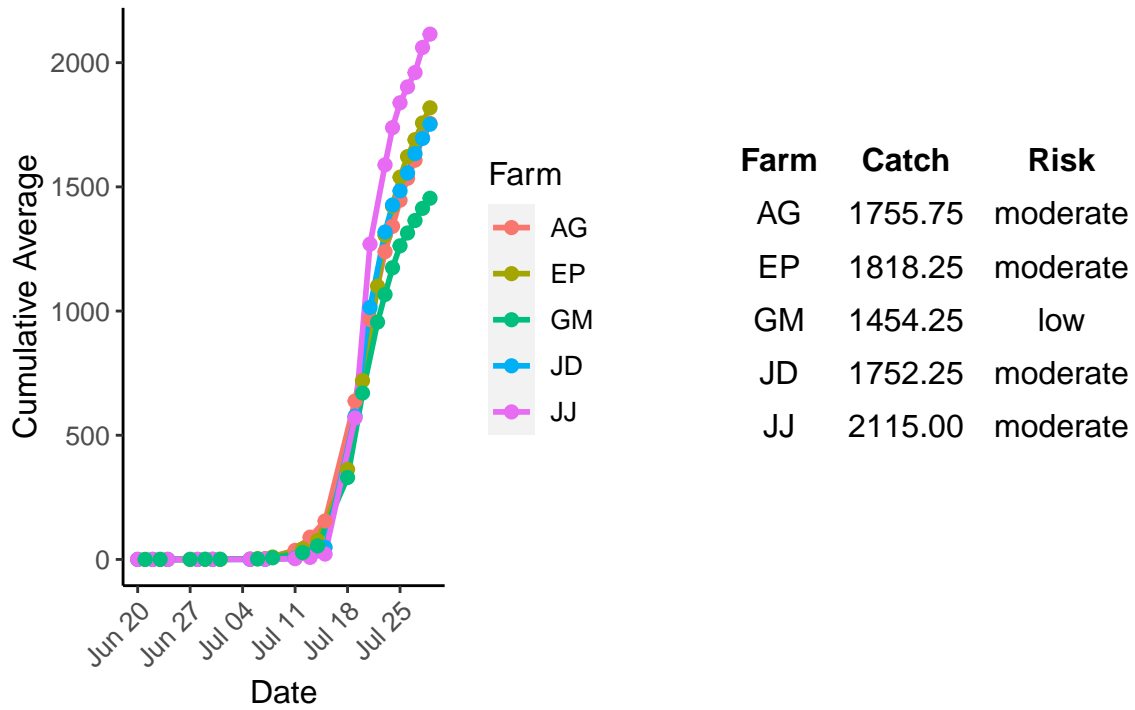 Cumulative Average
2000
1500
1000
500
0
Jun 20
Jun 27
Jul 04
Jul 11
Jul 18
Jul 25
Date
Farm
AG
EP
GM
JD
JJ
Farm Catch Risk
AG 1755.75 moderate
EP 1818.25 moderate
GM 1454.25 low
JD 1752.25 moderate
JJ 2115.00 moderate